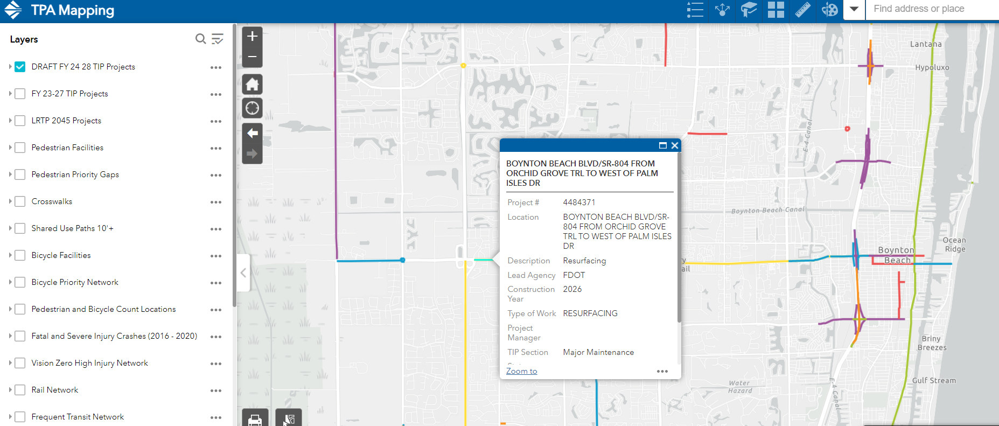 TPA Mapping
Find address or place
Layers
DRAFT FY 24 28 TIP Projects
FY 23-27 TIP Projects
LRTP 2045 Projects
Pedestrian Facilities
Pedestrian Priority Gaps
Crosswalks
Shared Use Paths 10'+
Bicycle Facilities
Bicycle Priority Network
Pedestrian and Bicycle Count Locations
Fatal and Severe Injury Crashes (2016 - 2020)
Vision Zero High Injury Network
Rail Network
Frequent Transit Network
BOYNTON BEACH BLVD/SR-804 FROM
ORCHID GROVE TRL TO WEST OF PALM
ISLES DR
Project # 4484371
Location BOYNTON BEACH BLVD/SR-
804 FROM ORCHID GROVE
TRL TO WEST OF PALM ISLES
DR
Description Resurfacing
Lead Agency FDOT
Construction 2026
Year
Type of Work RESURFACING
Project
Manager
TIP Section Major Maintenance
Zoom to
Lantana
Hypoluxo
E-4 Canal
Boynton Beach Canal
Ocean
Ridge
Boynton
Beach
Briny
Breezes
Gulf Stream
Water
Hazard
E-4 Canal